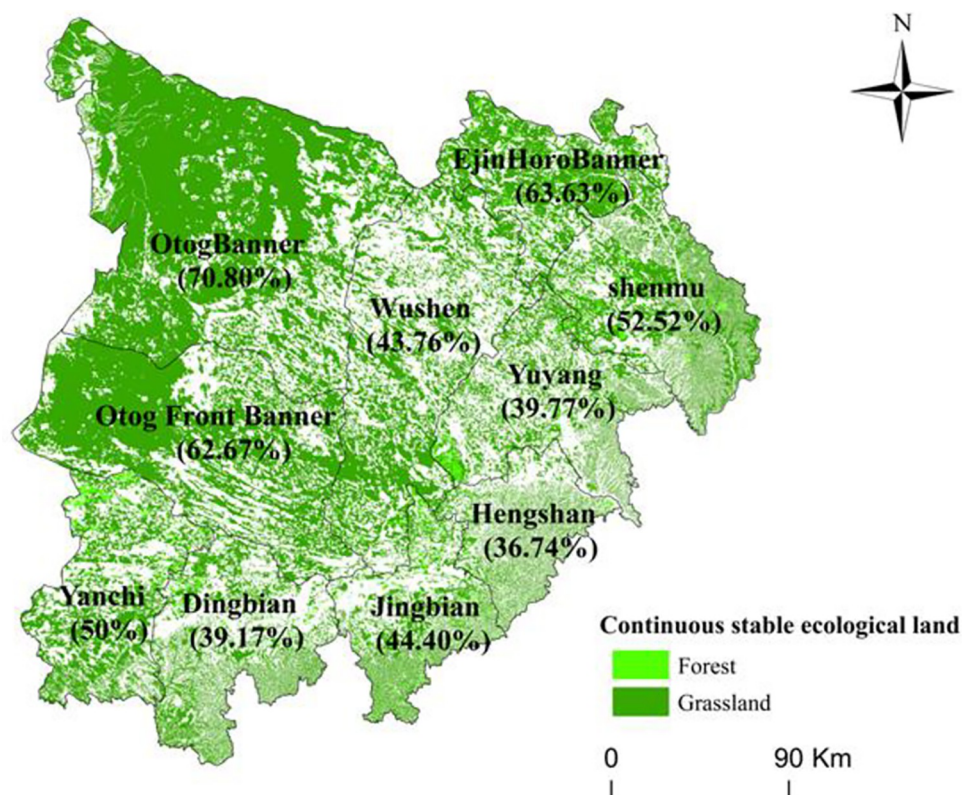 N
EjinHoroBanner
(63.63%)
OtogBanner
(70.80%)
shenmu
(52.52%)
Wushen
(43.76%)
Yuyang
(39.77%)
Otog Front Banner
(62.67%)
Hengshan
(36.74%)
Yanchi
(50%)
Dingbian
(39.17%)
Jingbian
(44.40%)
Continuous stable ecological land
Forest
Grassland
0 90 Km